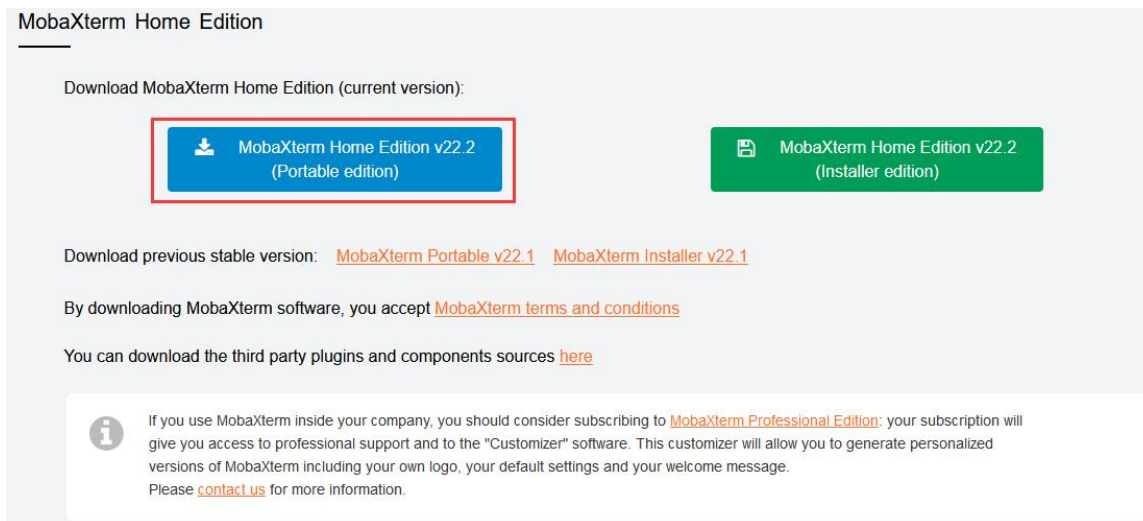 MobaXterm Home Edition
Download MobaXterm Home Edition (current version):
MobaXterm Home Edition v22.2
(Portable edition)
MobaXterm Home Edition v22.2
(Installer edition)
Download previous stable version: MobaXterm Portable v22.1 MobaXterm Installer v22.1
By downloading MobaXterm software, you accept MobaXterm terms and conditions
You can download the third party plugins and components sources here
If you use MobaXterm inside your company, you should consider subscribing to MobaXterm Professional Edition: your subscription will
give you access to professional support and to the "Customizer" software. This customizer will allow you to generate personalized
versions of MobaXterm including your own logo, your default settings and your welcome message.
Please contact us for more information.